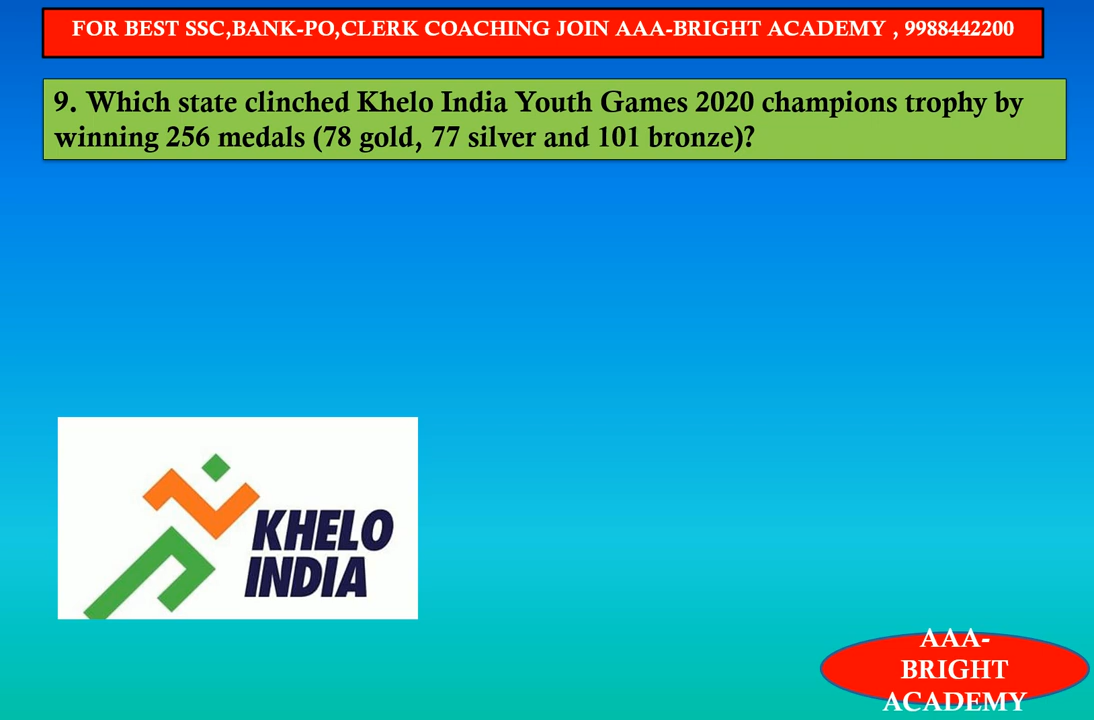 FOR BEST SSC,BANK-PO,CLERK COACHING JOIN AAA-BRIGHT ACADEMY , 9988442200
9. Which state clinched Khelo India Youth Games 2020 champions trophy by
winning 256 medals (78 gold, 77 silver and 101 bronze)?
KHELO
INDIA
AAA-
BRIGHT
ACADEMY